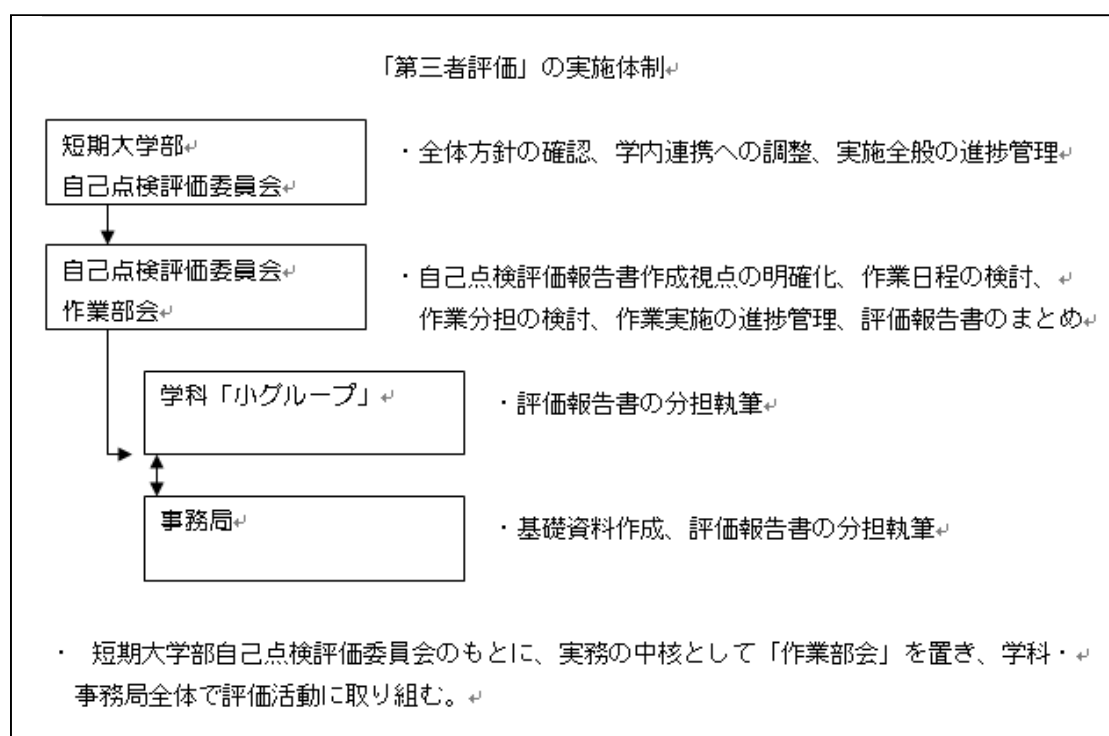 「第三者評価」の実施体制
短期大学部
自己点検評価委員会
・全体方針の確認、学内連携への調整、実施全般の進捗管理
自己点検評価委員会
作業部会
・自己点検評価報告書作成視点の明確化、作業日程の検討、
作業分担の検討、作業実施の進捗管理、評価報告書のまとめ
学科「小グループ」
・評価報告書の分担執筆
事務局
・基礎資料作成、評価報告書の分担執筆
・ 短期大学部自己点検評価委員会のもとに、実務の中核として「作業部会」を置き、学科・
事務局全体で評価活動に取り組む。